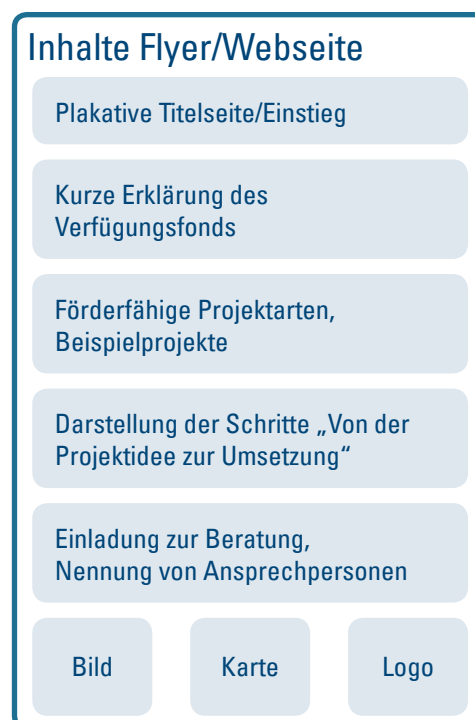 Inhalte Flyer/Webseite
Plakative Titelseite/Einstieg
Kurze Erklärung des
Verfügungsfonds
Förderfähige Projektarten,
Beispielprojekte
Darstellung der Schritte „Von der
Projektidee zur Umsetzung“
Einladung zur Beratung,
Nennung von Ansprechpersonen
Bild
Karte
Logo